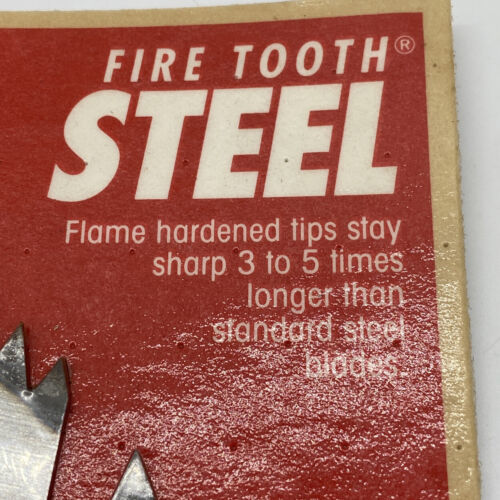 FIRE TOOTH®
STEEL
Flame hardened tips stay
sharp 3 to 5 times
longer than
standard steel
blades.